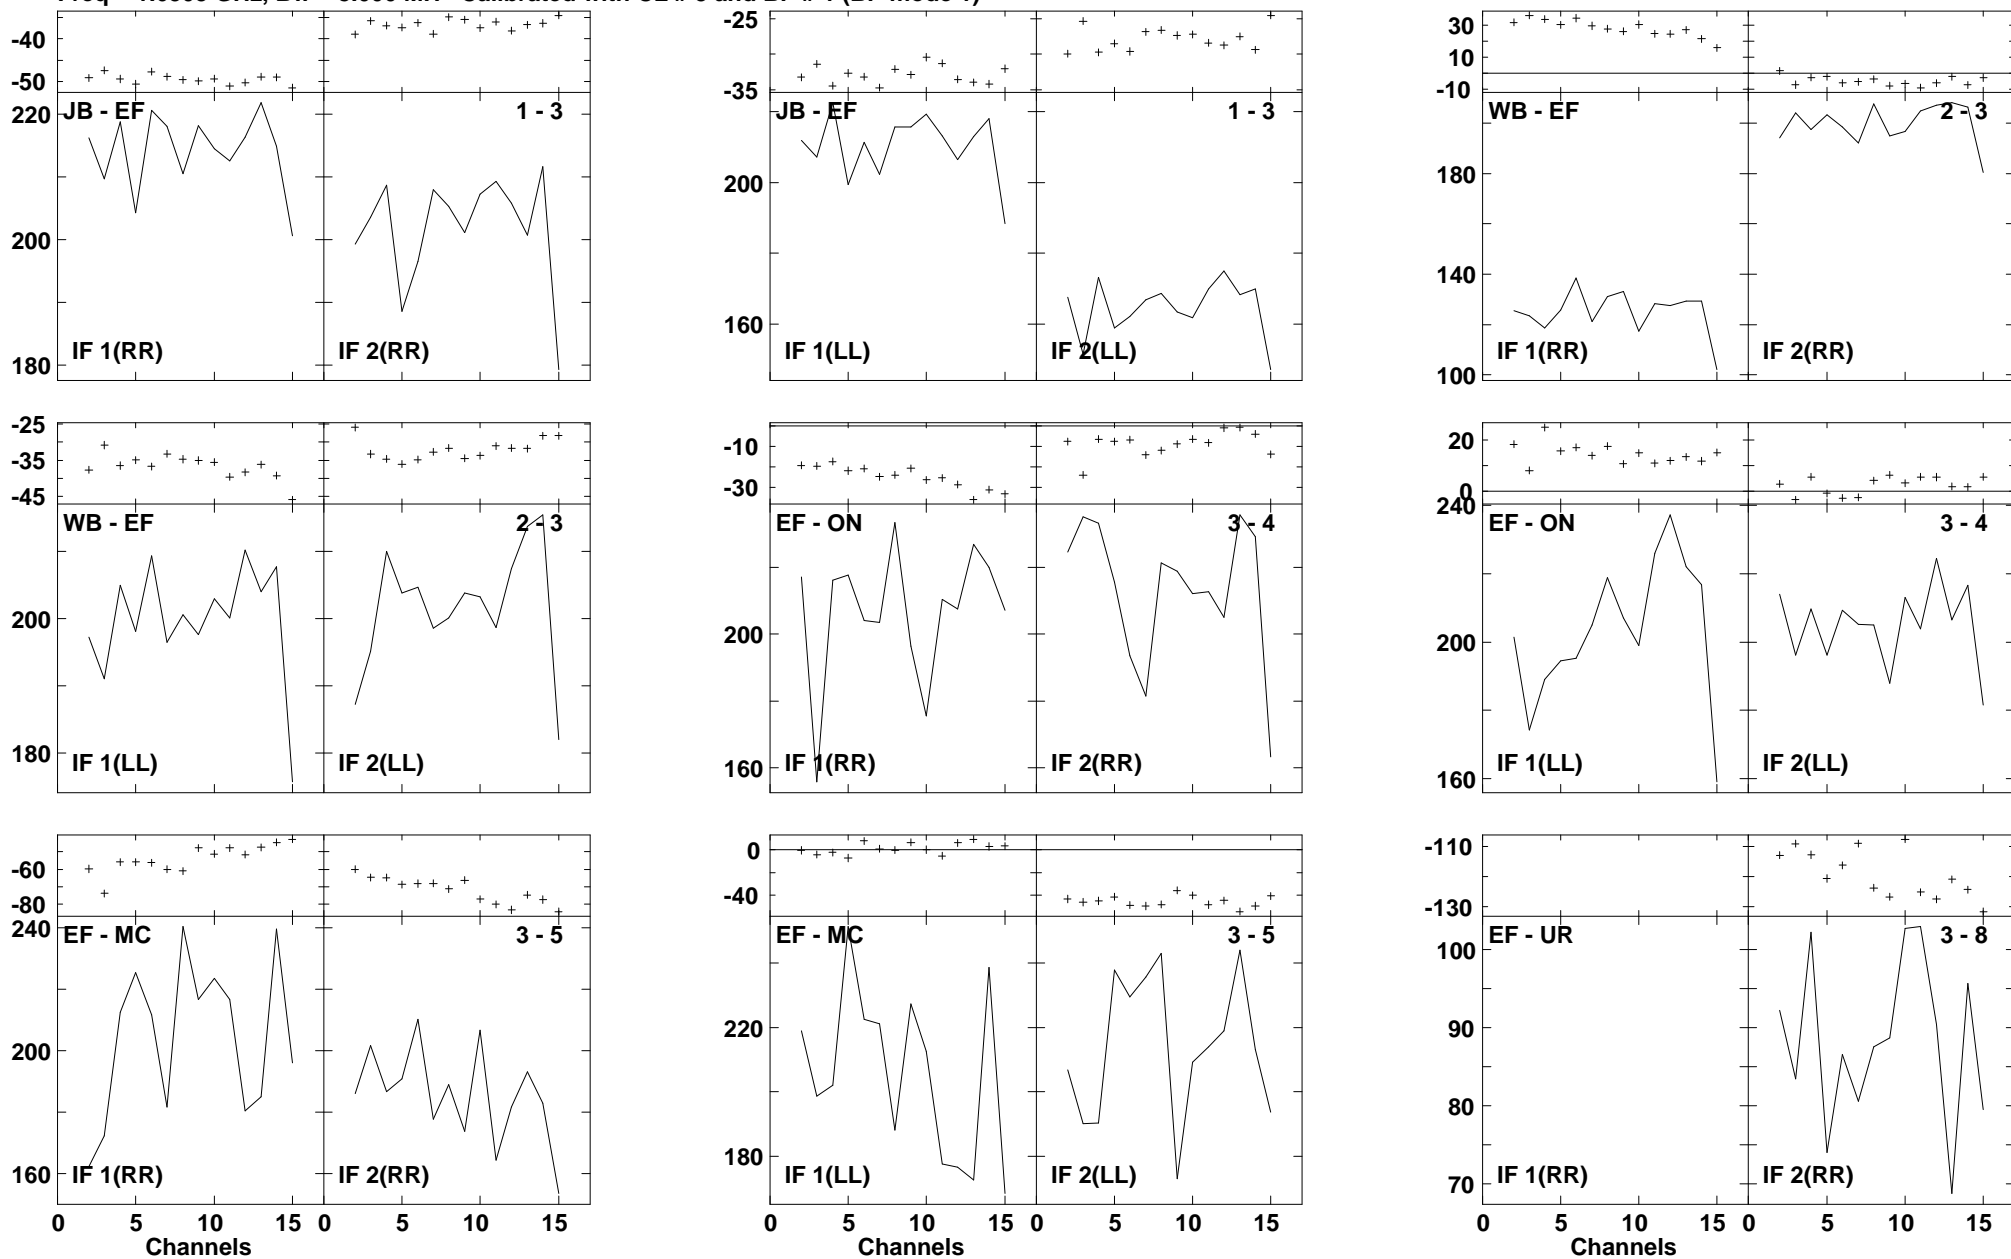 -40
-50
220
200
180
JB - EF
1 - 3
IF 1(RR)
IF 2(RR)
-25
-35
200
160
JB - EF
1 - 3
IF 1(LL)
IF 2(LL)
30
10
-10
180
140
100
WB - EF
2 - 3
IF 1(RR)
IF 2(RR)
-25
-35
-45
200
180
WB - EF
2 - 3
IF 1(LL)
IF 2(LL)
-10
-30
200
160
EF - ON
3 - 4
IF 1(RR)
IF 2(RR)
20
0
240
200
160
EF - ON
3 - 4
IF 1(LL)
IF 2(LL)
-60
-80
240
200
160
EF - MC
3 - 5
IF 1(RR)
IF 2(RR)
0 5 10 15 0 5 10 15
Channels
0
-40
220
180
EF - MC
3 - 5
IF 1(LL)
IF 2(LL)
0 5 10 15 0 5 10 15
Channels
-110
-130
100
90
80
70
EF - UR
3 - 8
IF 1(RR)
IF 2(RR)
0 5 10 15 0 5 10 15
Channels